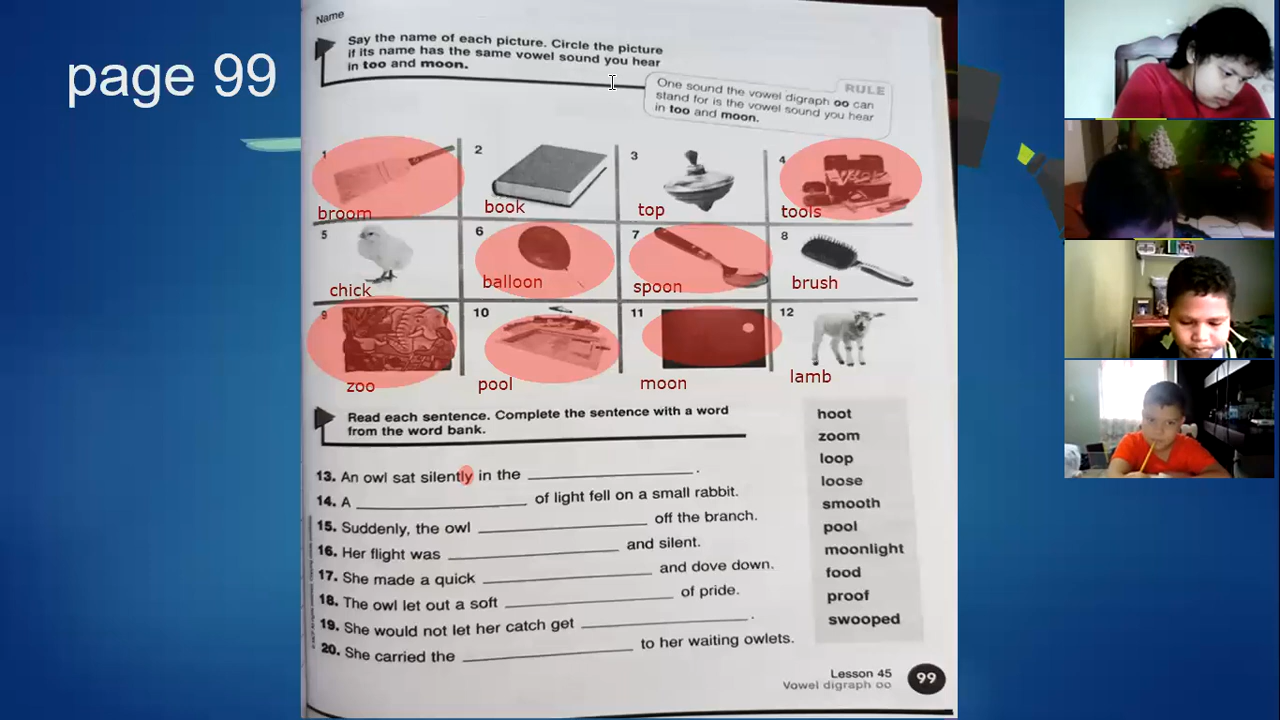 page 99
Name
Say the name of each picture. Circle the picture
if its name has the same vowel sound you hear
in too and moon.
RULE
One sound the vowel digraph oo can
stand for is the vowel sound you hear
in too and moon.
1
broom
2
book
3
top
4
tools
5
chick
6
balloon
7
spoon
8
brush
9
zoo
10
pool
11
moon
12
lamb
Read each sentence. Complete the sentence with a word
from the word bank.
13. An owl sat silently in the ____________.
14. A ____________ of light fell on a small rabbit.
15. Suddenly, the owl ____________ off the branch.
16. Her flight was ____________ and silent.
17. She made a quick ____________ and dove down.
18. The owl let out a soft ____________ of pride.
19. She would not let her catch get ____________.
20. She carried the ____________ to her waiting owlets.
hoot
zoom
loop
loose
smooth
pool
moonlight
food
proof
swooped
Lesson 45
Vowel digraph oo
99